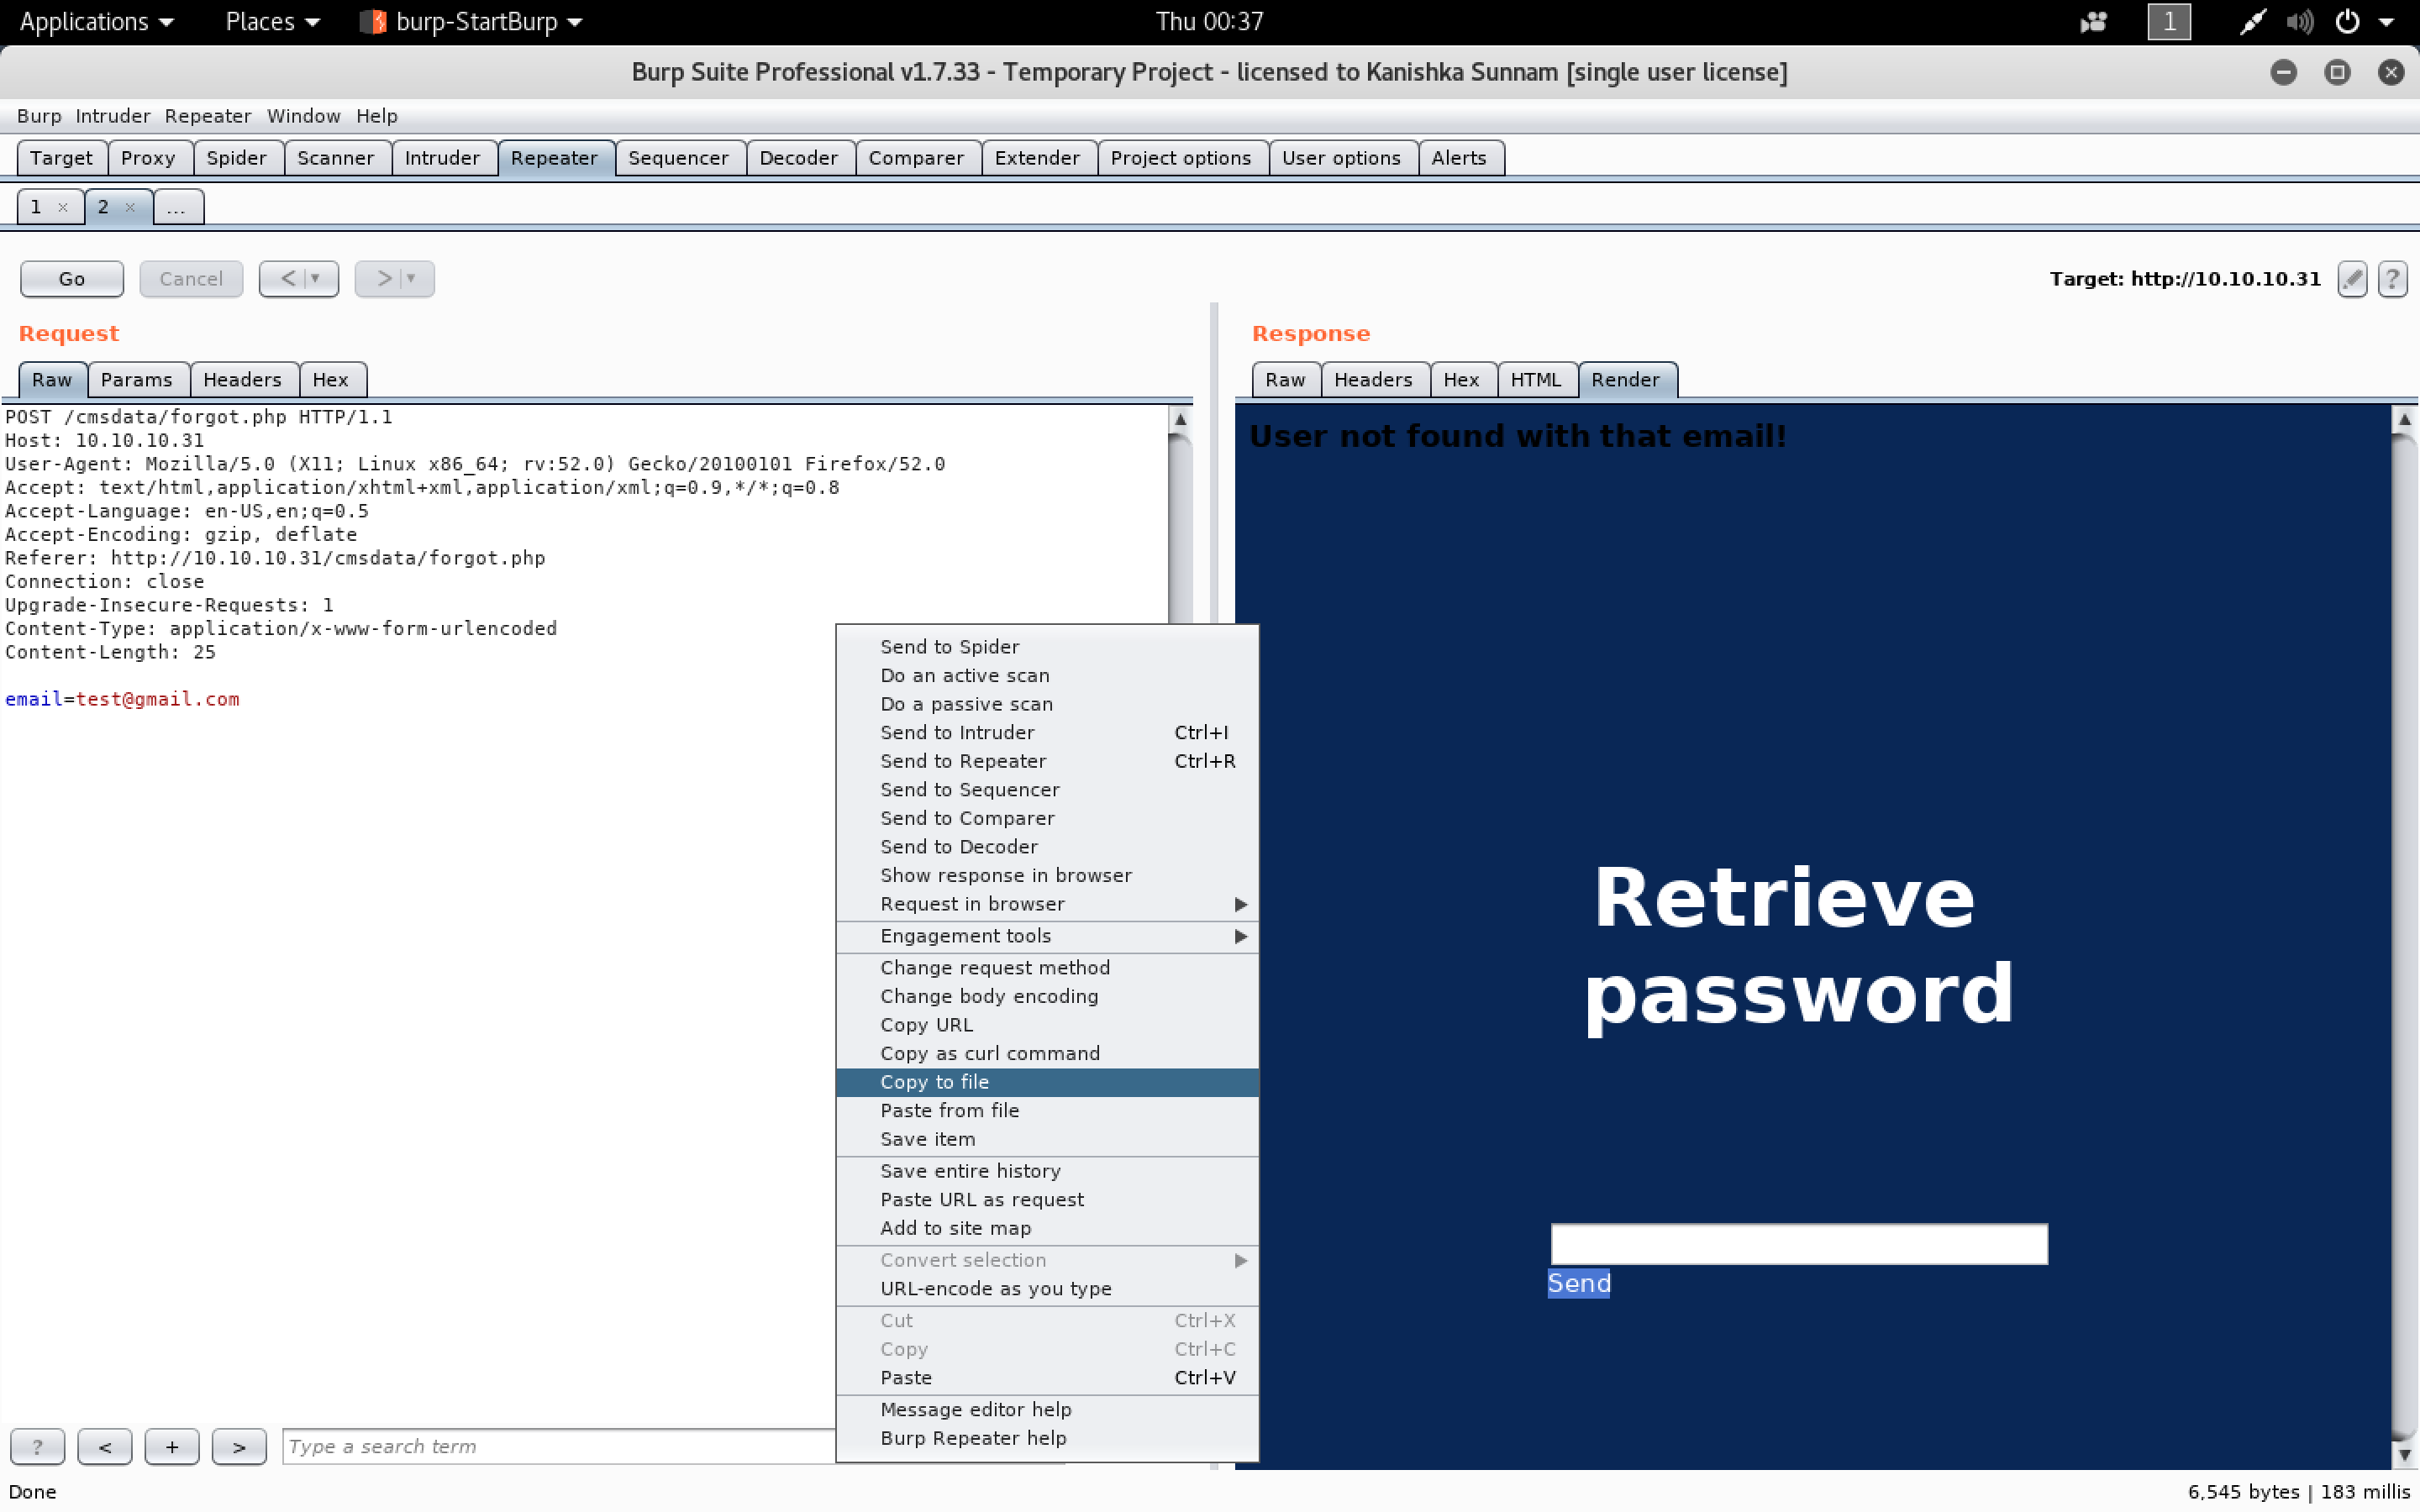 Applications Places burp-StartBurp Thu 00:37 1
Burp Suite Professional v1.7.33 - Temporary Project - licensed to Kanishka Sunnam [single user license]
Burp Intruder Repeater Window Help
Target Proxy Spider Scanner Intruder Repeater Sequencer Decoder Comparer Extender Project options User options Alerts
1 × 2 × ...
Go Cancel < > Target: http://10.10.10.31 ?
Request
Raw Params Headers Hex
POST /cmsdata/forgot.php HTTP/1.1
Host: 10.10.10.31
User-Agent: Mozilla/5.0 (X11; Linux x86_64; rv:52.0) Gecko/20100101 Firefox/52.0
Accept: text/html,application/xhtml+xml,application/xml;q=0.9,*/*;q=0.8
Accept-Language: en-US,en;q=0.5
Accept-Encoding: gzip, deflate
Referer: http://10.10.10.31/cmsdata/forgot.php
Connection: close
Upgrade-Insecure-Requests: 1
Content-Type: application/x-www-form-urlencoded
Content-Length: 25
email=test@gmail.com
Send to Spider
Do an active scan
Do a passive scan
Send to Intruder Ctrl+I
Send to Repeater Ctrl+R
Send to Sequencer
Send to Comparer
Send to Decoder
Show response in browser
Request in browser
Engagement tools
Change request method
Change body encoding
Copy URL
Copy as curl command
Copy to file
Paste from file
Save item
Save entire history
Paste URL as request
Add to site map
Convert selection
URL-encode as you type
Cut Ctrl+X
Copy Ctrl+C
Paste Ctrl+V
Message editor help
Burp Repeater help
? < + > Type a search term
Response
Raw Headers Hex HTML Render
User not found with that email!
Retrieve
password
Send
Done 6,545 bytes | 183 millis